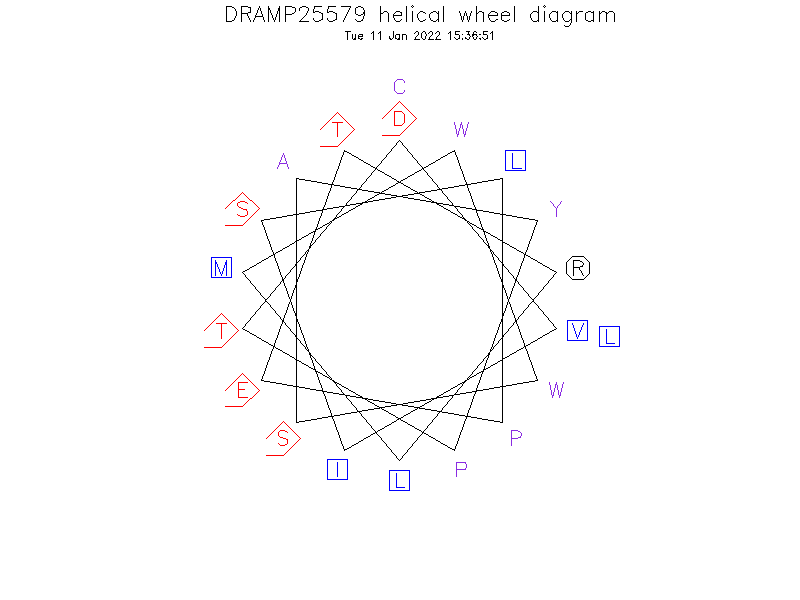 DRAMP25579 helical wheel diagram
Tue 11 Jan 2022 15:36:51
C
D
T
W
A
L
S
Y
M
R
T
V
L
E
W
S
P
I
P
L